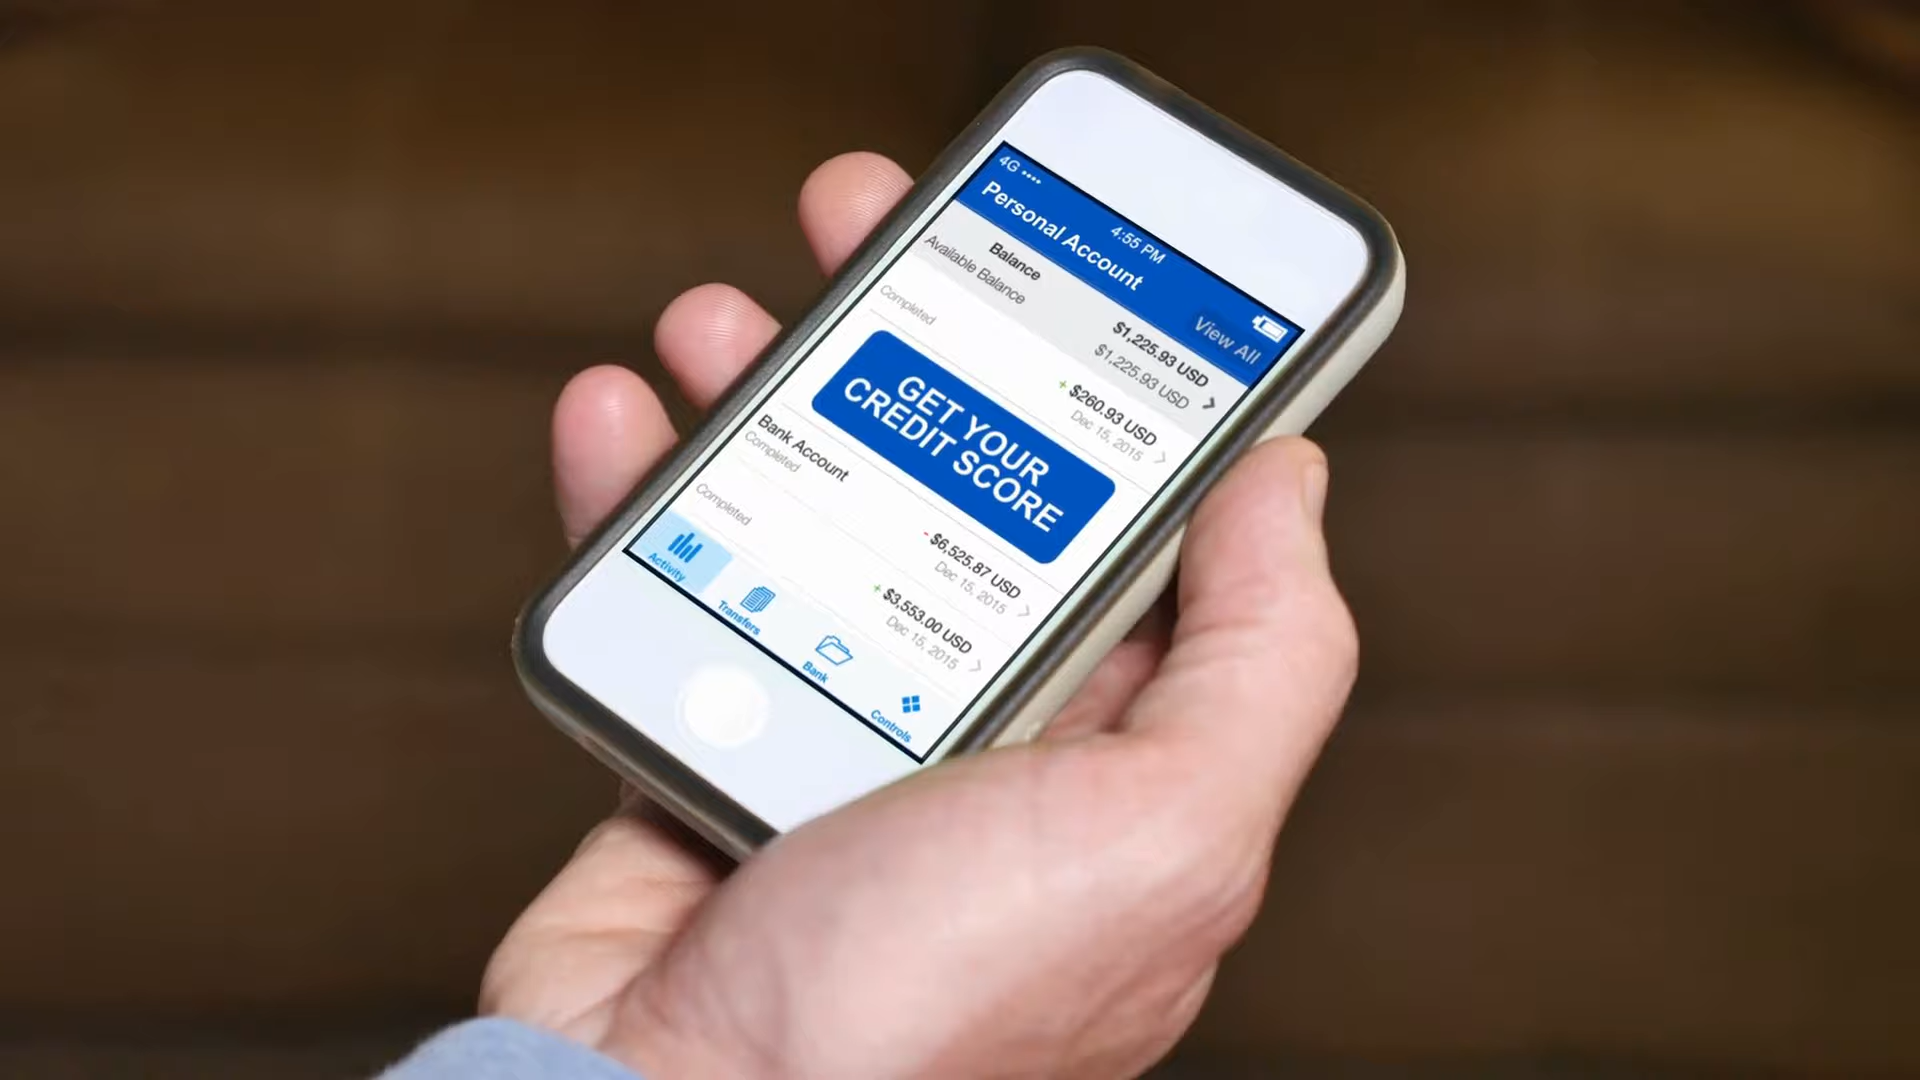 4G
4:55 PM
Personal Account
View All
Balance
$1,225.93 USD
Available Balance
$1,225.93 USD
+ $260.93 USD
Completed
Dec 15, 2015
GET YOUR
CREDIT SCORE
Bank Account
- $6,525.87 USD
Completed
Dec 15, 2015
+ $3,553.00 USD
Completed
Dec 15, 2015
Activity
Transfers
Bank
Controls